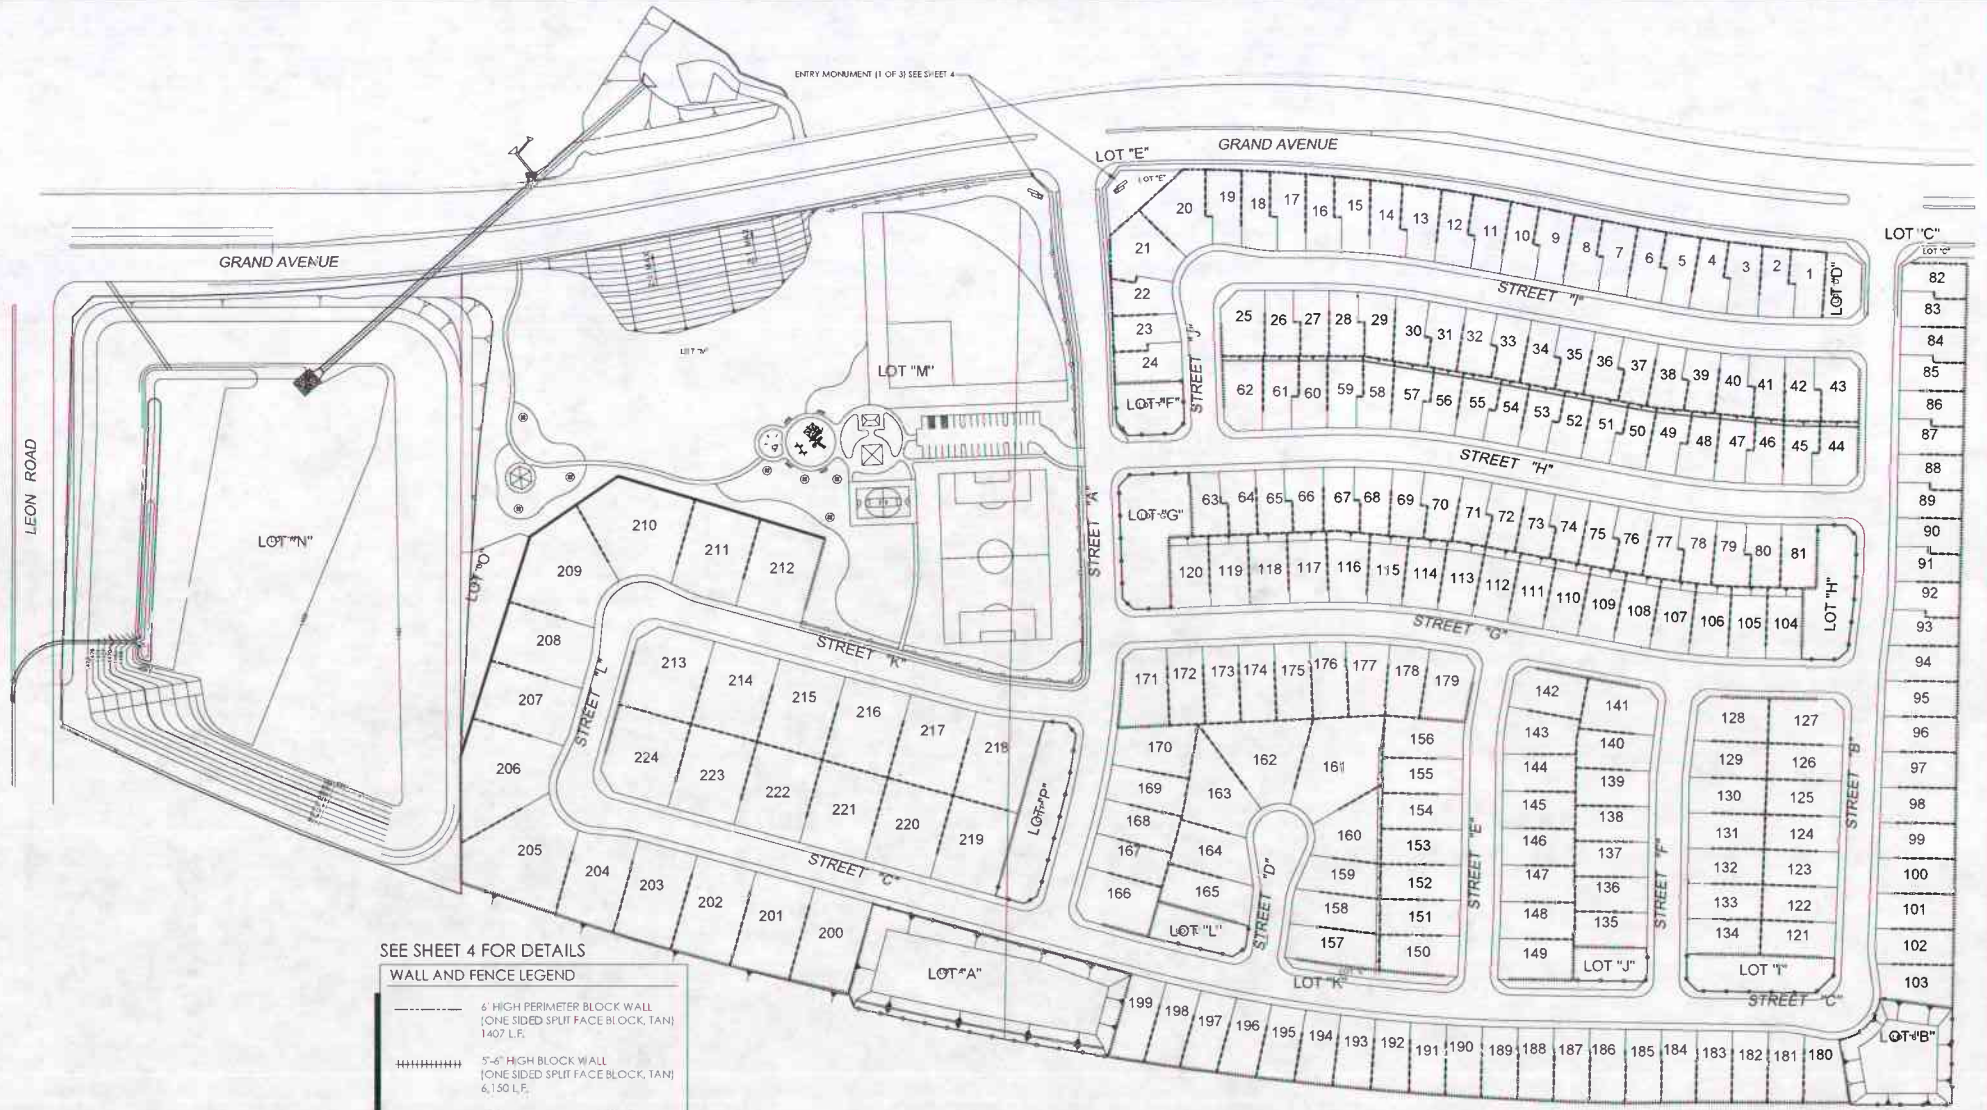 ENTRY MONUMENT (1 OF 3) SEE SHEET 4
GRAND AVENUE
GRAND AVENUE
LEON ROAD
LOT "E"
LOT "E"
20 19 18 17 16 15 14 13 12 11 10 9 8 7 6 5 4 3 2 1
LOT "D"
LOT "C"
LOT "C"
21
22
23
24
LOT "F"
STREET "J"
STREET "I"
25 26 27 28 29 30 31 32 33 34 35 36 37 38 39 40 41 42 43
62 61 60 59 58 57 56 55 54 53 52 51 50 49 48 47 46 45 44
STREET "H"
STREET "A"
LOT "G"
63 64 65 66 67 68 69 70 71 72 73 74 75 76 77 78 79 80 81
LOT "H"
120 119 118 117 116 115 114 113 112 111 110 109 108 107 106 105 104
STREET "G"
82
83
84
85
86
87
88
89
90
91
92
93
94
95
96
97
98
99
100
101
102
103
LOT "B"
LOT "M"
LOT "N"
LOT "O"
209 210 211 212
208
207
206
205 204 203 202 201 200
STREET "L"
STREET "K"
213 214 215 216 217 218
224 223 222 221 220 219
LOT "P"
STREET "C"
LOT "A"
171 172 173 174 175 176 177 178 179
170
169
168
167
166
162 161
163
164
165
LOT "L"
STREET "D"
160
159
158
157
156
155
154
153
152
151
150
LOT "K"
STREET "E"
142 141
143 140
144 139
145 138
146 137
147 136
148 135
149
LOT "J"
STREET "F"
128 127
129 126
130 125
131 124
132 123
133 122
134 121
LOT "I"
STREET "B"
STREET "C"
199 198 197 196 195 194 193 192 191 190 189 188 187 186 185 184 183 182 181 180
SEE SHEET 4 FOR DETAILS
WALL AND FENCE LEGEND
6' HIGH PERIMETER BLOCK WALL
(ONE SIDED SPLIT FACE BLOCK, TAN)
1407 L.F.
5'-6" HIGH BLOCK WALL
(ONE SIDED SPLIT FACE BLOCK, TAN)
6,150 L.F.